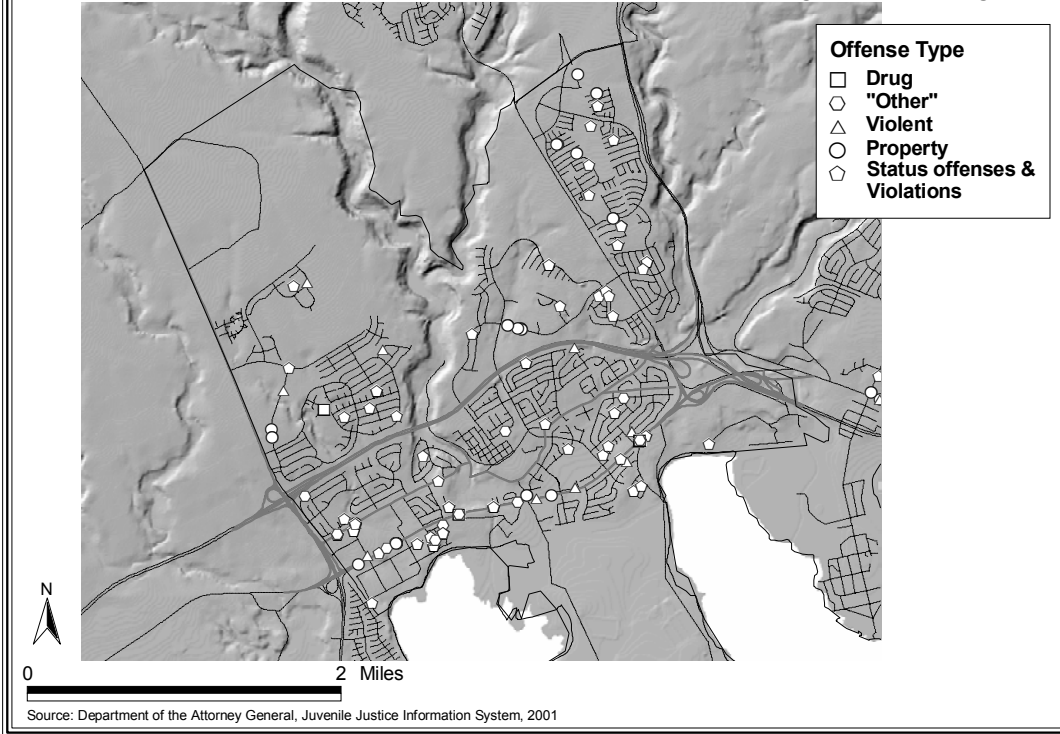 Offense Type
Drug
"Other"
Violent
Property
Status offenses &
Violations
N
0 2 Miles
Source: Department of the Attorney General, Juvenile Justice Information System, 2001